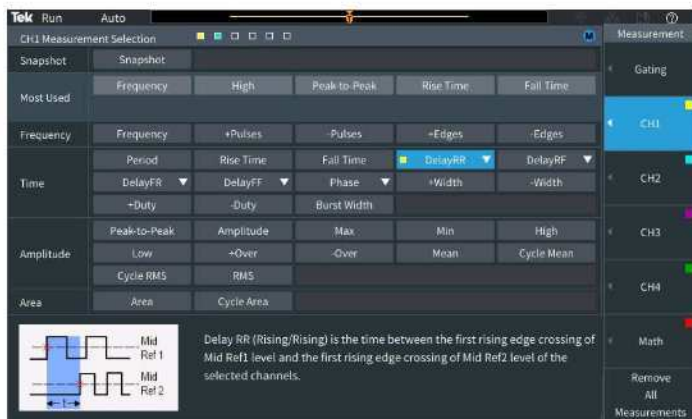 Tek Run Auto
CH1 Measurement Selection M Measurement
Snapshot Snapshot
Gating
Most Used Frequency High Peak-to-Peak Rise Time Fall Time
CH1
Frequency Frequency +Pulses -Pulses +Edges -Edges
Time Period Rise Time Fall Time DelayRR DelayRF
DelayFR DelayFF Phase +Width -Width
CH2
+Duty -Duty Burst Width
Amplitude Peak-to-Peak Amplitude Max Min High
CH3
Low +Over -Over Mean Cycle Mean
Cycle RMS RMS
CH4
Area Area Cycle Area
Mid
Ref 1
Mid
Ref 2
t
Delay RR (Rising/Rising) is the time between the first rising edge crossing of
Mid Ref1 level and the first rising edge crossing of Mid Ref2 level of the
selected channels.
Math
Remove
All
Measurements